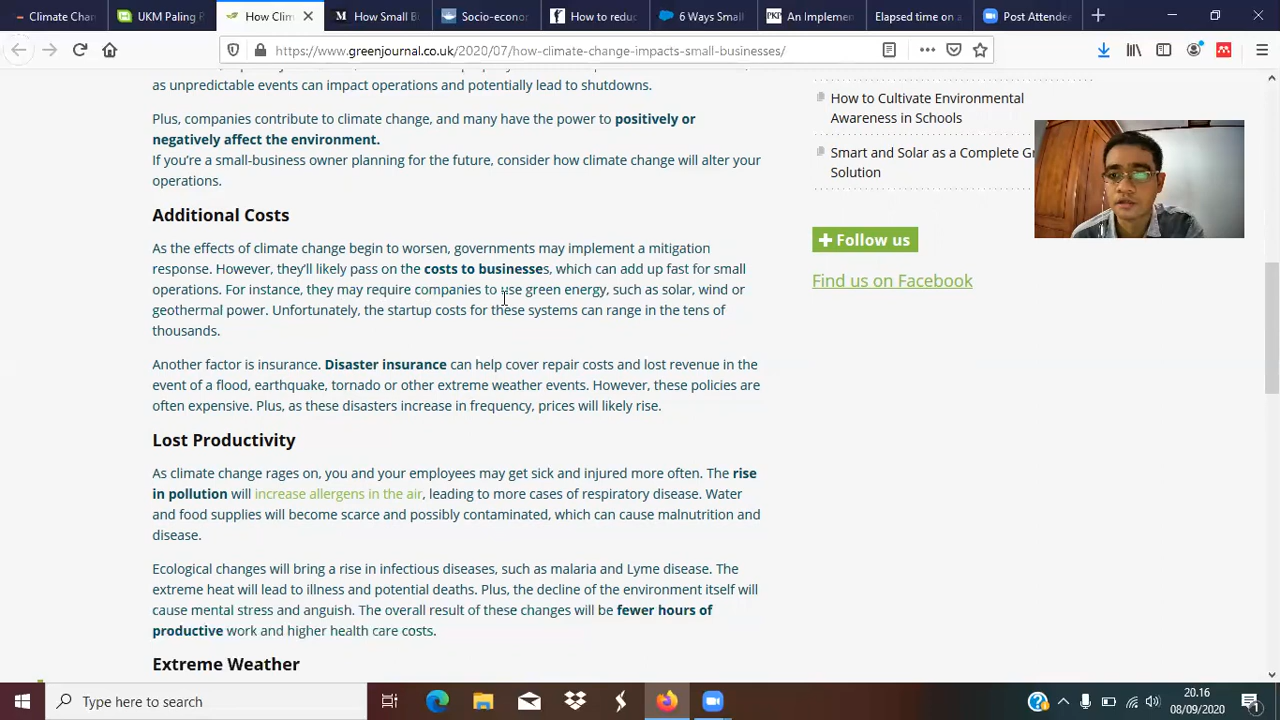 Climate Chan
UKM Paling P
How Clim
How Small Bi
Socio-econo
How to reduc
6 Ways Small
PKP An Implemen
Elapsed time on a
Post Attende
https://www.greenjournal.co.uk/2020/07/how-climate-change-impacts-small-businesses/
as unpredictable events can impact operations and potentially lead to shutdowns.
Plus, companies contribute to climate change, and many have the power to positively or
negatively affect the environment.
If you're a small-business owner planning for the future, consider how climate change will alter your
operations.
Additional Costs
As the effects of climate change begin to worsen, governments may implement a mitigation
response. However, they'll likely pass on the costs to businesses, which can add up fast for small
operations. For instance, they may require companies to use green energy, such as solar, wind or
geothermal power. Unfortunately, the startup costs for these systems can range in the tens of
thousands.
Another factor is insurance. Disaster insurance can help cover repair costs and lost revenue in the
event of a flood, earthquake, tornado or other extreme weather events. However, these policies are
often expensive. Plus, as these disasters increase in frequency, prices will likely rise.
Lost Productivity
As climate change rages on, you and your employees may get sick and injured more often. The rise
in pollution will increase allergens in the air, leading to more cases of respiratory disease. Water
and food supplies will become scarce and possibly contaminated, which can cause malnutrition and
disease.
Ecological changes will bring a rise in infectious diseases, such as malaria and Lyme disease. The
extreme heat will lead to illness and potential deaths. Plus, the decline of the environment itself will
cause mental stress and anguish. The overall result of these changes will be fewer hours of
productive work and higher health care costs.
Extreme Weather
How to Cultivate Environmental
Awareness in Schools
Smart and Solar as a Complete Gr
Solution
+ Follow us
Find us on Facebook
Type here to search
20.16
08/09/2020